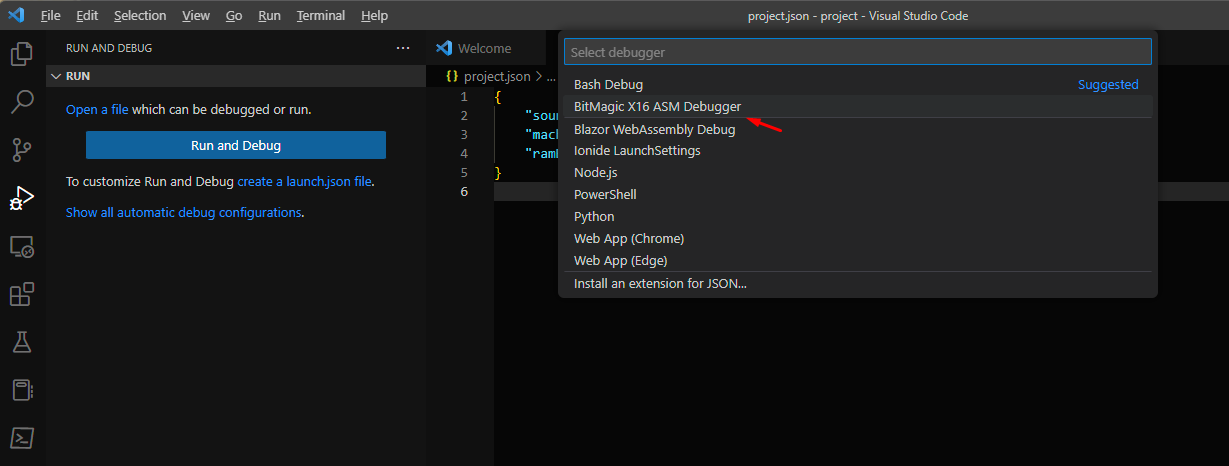 File Edit Selection View Go Run Terminal Help project.json - project - Visual Studio Code
RUN AND DEBUG ...
RUN
Open a file which can be debugged or run.
Run and Debug
To customize Run and Debug create a launch.json file.
Show all automatic debug configurations.
Welcome
{} project.json > ...
1 {
2 "sour
3 "mach
4
5 }
6
Select debugger
Bash Debug Suggested
BitMagic X16 ASM Debugger
Blazor WebAssembly Debug
Ionide LaunchSettings
Node.js
PowerShell
Python
Web App (Chrome)
Web App (Edge)
Install an extension for JSON...